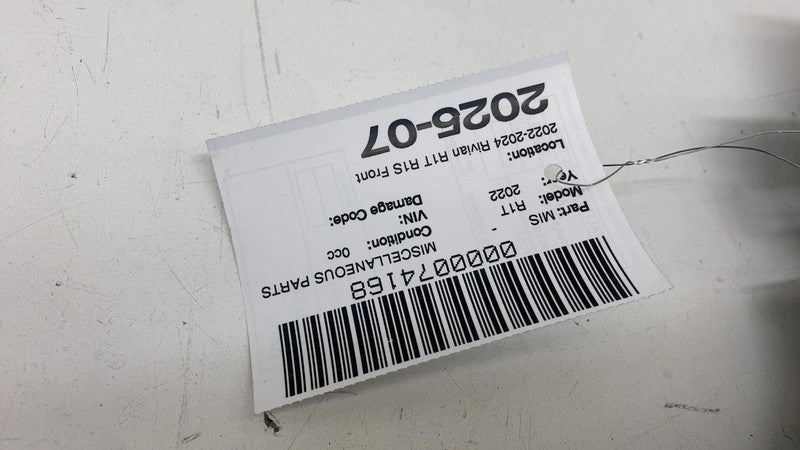 0000074168
Part: MIS - MISCELLANEOUS PARTS
Model: R1T Condition: 0cc
Year: 2022 VIN:
Damage Code:
Location:
2022-2024 Rivian R1T R1S Front
2025-07